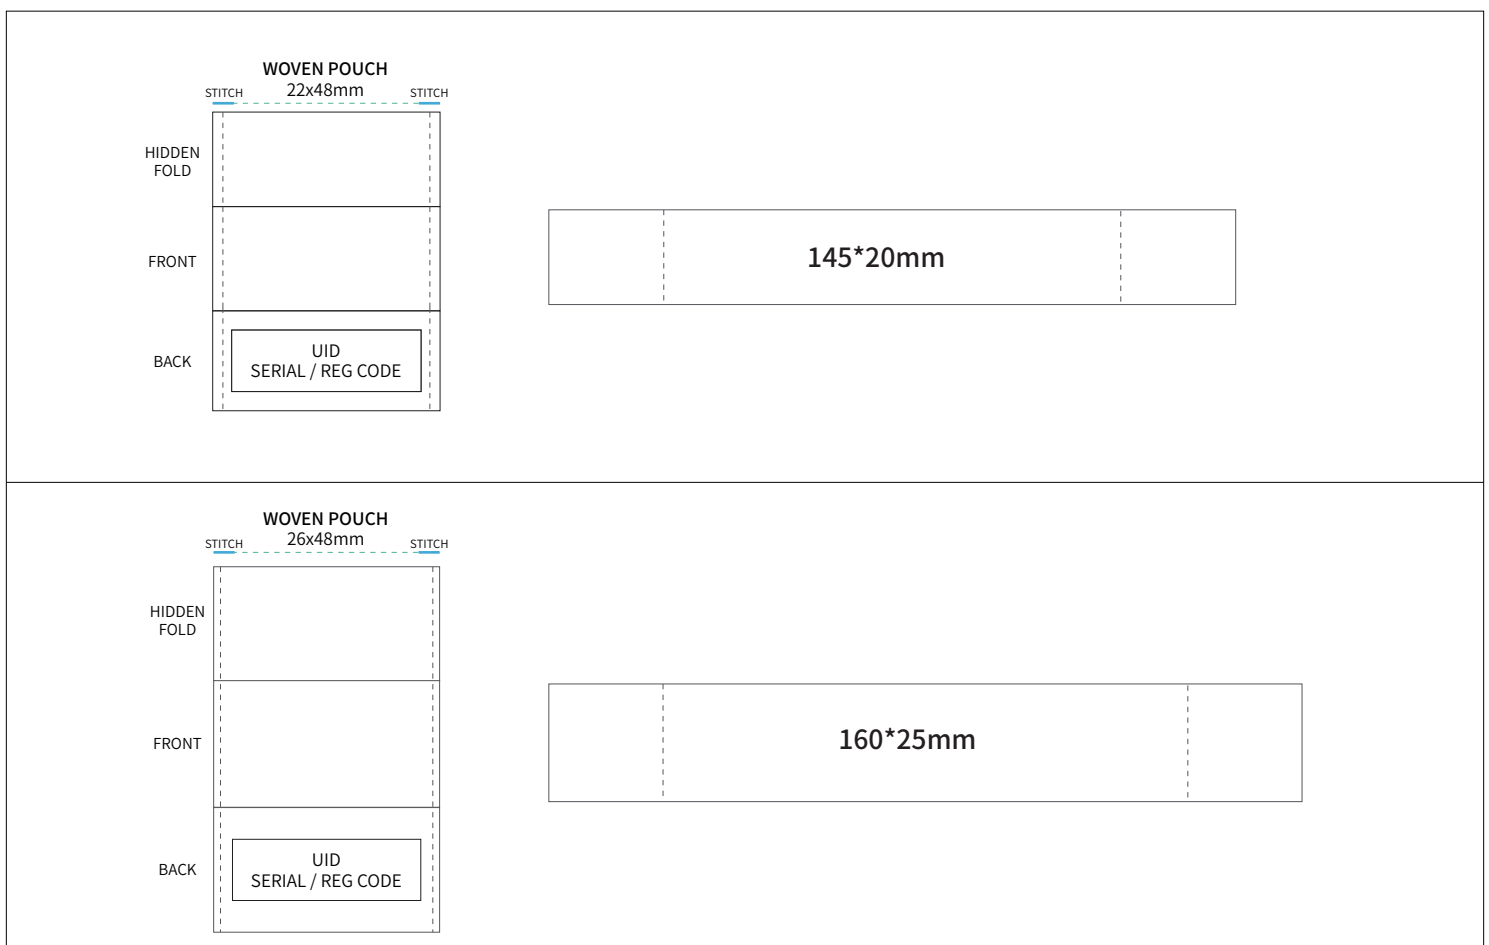 WOVEN POUCH
22x48mm
STITCH
STITCH
HIDDEN
FOLD
FRONT
BACK
UID
SERIAL / REG CODE
145*20mm
WOVEN POUCH
26x48mm
STITCH
STITCH
HIDDEN
FOLD
FRONT
BACK
UID
SERIAL / REG CODE
160*25mm